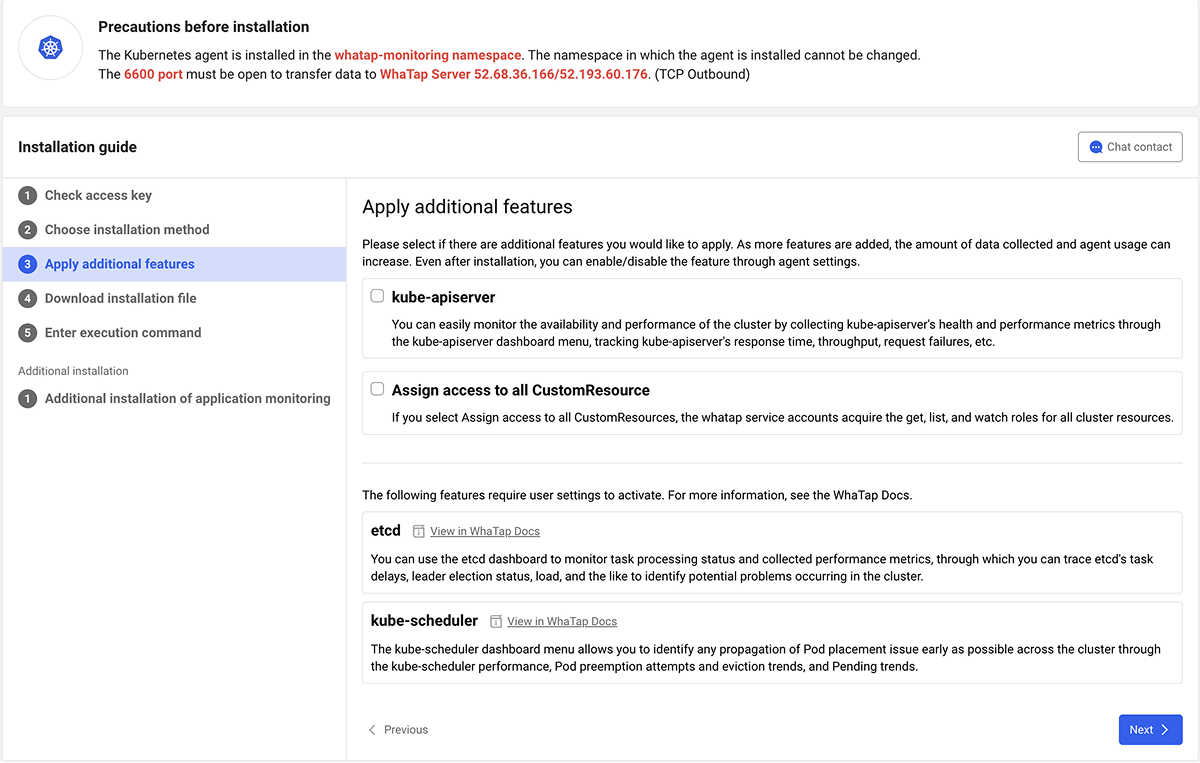 Precautions before installation
The Kubernetes agent is installed in the whatap-monitoring namespace. The namespace in which the agent is installed cannot be changed.
The 6600 port must be open to transfer data to WhaTap Server 52.68.36.166/52.193.60.176. (TCP Outbound)
Installation guide
Chat contact
1 Check access key
2 Choose installation method
3 Apply additional features
4 Download installation file
5 Enter execution command
Additional installation
1 Additional installation of application monitoring
Apply additional features
Please select if there are additional features you would like to apply. As more features are added, the amount of data collected and agent usage can
increase. Even after installation, you can enable/disable the feature through agent settings.
kube-apiserver
You can easily monitor the availability and performance of the cluster by collecting kube-apiserver's health and performance metrics through
the kube-apiserver dashboard menu, tracking kube-apiserver's response time, throughput, request failures, etc.
Assign access to all CustomResource
If you select Assign access to all CustomResources, the whatap service accounts acquire the get, list, and watch roles for all cluster resources.
The following features require user settings to activate. For more information, see the WhaTap Docs.
etcd View in WhaTap Docs
You can use the etcd dashboard to monitor task processing status and collected performance metrics, through which you can trace etcd's task
delays, leader election status, load, and the like to identify potential problems occurring in the cluster.
kube-scheduler View in WhaTap Docs
The kube-scheduler dashboard menu allows you to identify any propagation of Pod placement issue early as possible across the cluster through
the kube-scheduler performance, Pod preemption attempts and eviction trends, and Pending trends.
Previous
Next